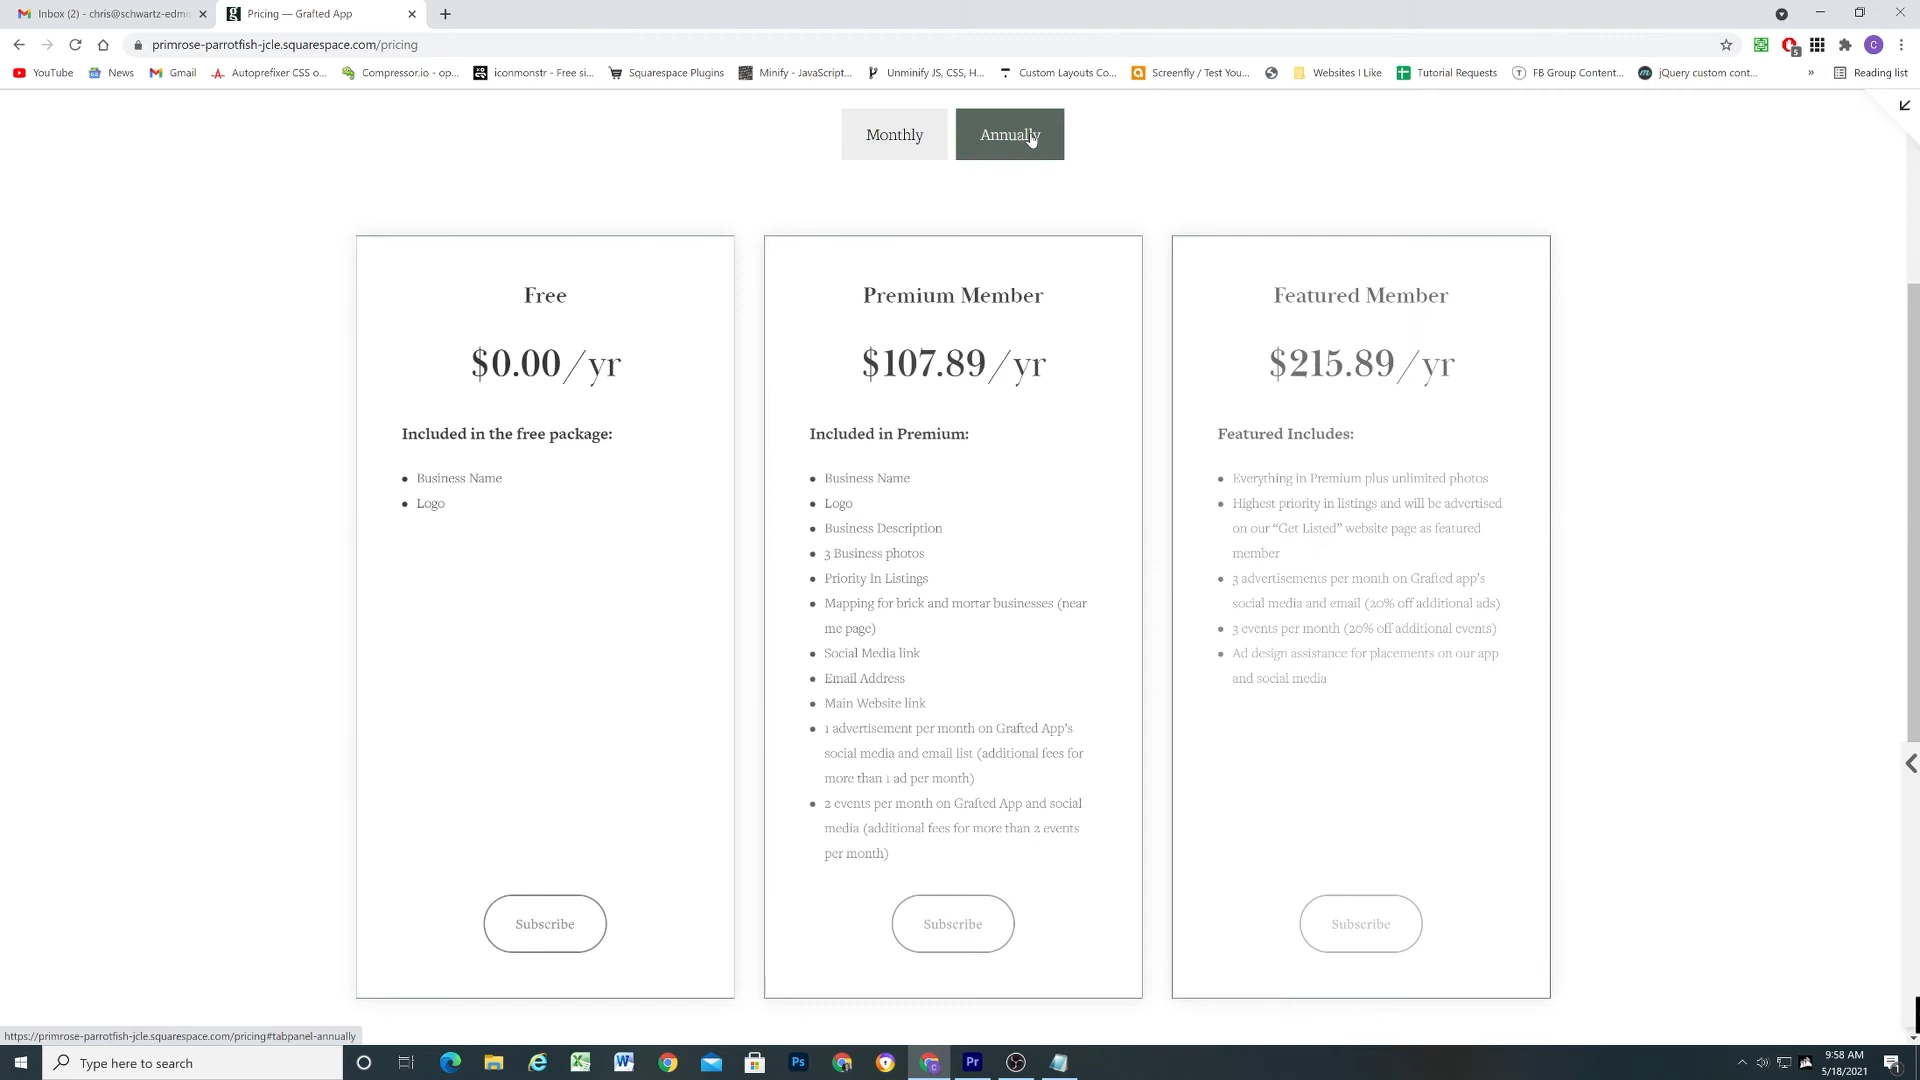 Inbox (2) - chris@schwartz-edmi
Pricing — Grafted App
primrose-parrotfish-jcle.squarespace.com/pricing
5
C
YouTube
News
Gmail
Autoprefixer CSS o...
Compressor.io - op...
iconmonstr - Free si...
Squarespace Plugins
Minify - JavaScript...
Unminify JS, CSS, H...
Custom Layouts Co...
Screenfly / Test You...
Websites I Like
Tutorial Requests
FB Group Content...
jQuery custom cont...
»
Reading list
Monthly
Annually
Free
$0.00/yr
Included in the free package:
• Business Name
• Logo
Subscribe
Premium Member
$107.89/yr
Included in Premium:
• Business Name
• Logo
• Business Description
• 3 Business photos
• Priority In Listings
• Mapping for brick and mortar businesses (near
me page)
• Social Media link
• Email Address
• Main Website link
• 1 advertisement per month on Grafted App's
social media and email list (additional fees for
more than 1 ad per month)
• 2 events per month on Grafted App and social
media (additional fees for more than 2 events
per month)
Subscribe
Featured Member
$215.89/yr
Featured Includes:
• Everything in Premium plus unlimited photos
• Highest priority in listings and will be advertised
on our “Get Listed” website page as featured
member
• 3 advertisements per month on Grafted app's
social media and email (20% off additional ads)
• 3 events per month (20% off additional events)
• Ad design assistance for placements on our app
and social media
Subscribe
https://primrose-parrotfish-jcle.squarespace.com/pricing#tabpanel-annually
Type here to search
Ps
Pr
9:58 AM
5/18/2021
1